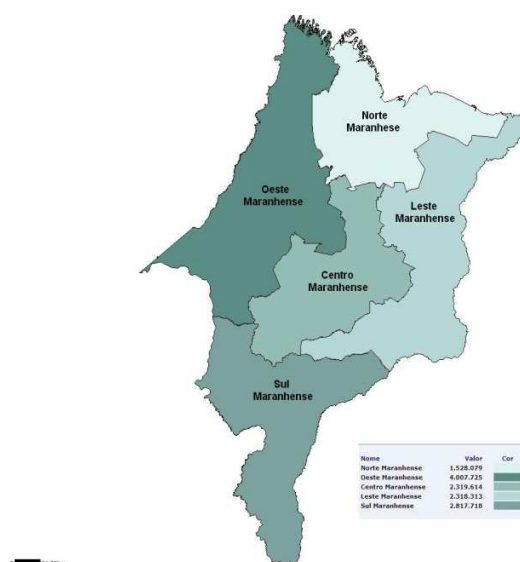 Norte
Maranhese
Oeste
Maranhense
Leste
Maranhense
Centro
Maranhense
Sul
Maranhense
Nome Valor Cor
Norte Maranhense 1.528.079
Oeste Maranhense 4.007.725
Centro Maranhense 2.319.614
Leste Maranhense 2.318.313
Sul Maranhense 2.817.718